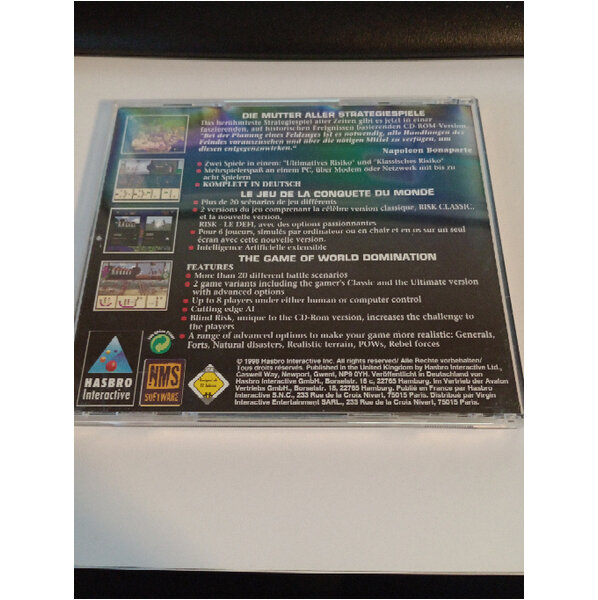 DIE MUTTER ALLER STRATEGIESPIELE
Das berühmteste Strategiespiel aller Zeiten gibt es jetzt in einer
faszinierenden, auf historischen Ereignissen basierenden CD-ROM-Version.
"Bei der Planung eines Feldzuges ist es notwendig, alle Handlungen des
Feindes vorauszusehen und über die nötigen Mittel zu verfügen, um
diesen entgegenzuwirken."
Napoleon Bonaparte
• Zwei Spiele in einem: "Ultimatives Risiko" und "Klassisches Risiko"
• Mehrspielerspaß an einem PC, über Modem oder Netzwerk mit bis zu
acht Spielern
• KOMPLETT IN DEUTSCH
LE JEU DE LA CONQUETE DU MONDE
• Plus de 20 scénarios de jeu différents
• 2 versions du jeu comprenant la célèbre version classique, RISK CLASSIC,
et la nouvelle version,
RISK - LE DEFI, avec des options passionnantes
• Pour 6 joueurs, simulés par ordinateur ou en chair et en os sur un seul
écran avec cette nouvelle version.
• Intelligence Artificielle extensible
THE GAME OF WORLD DOMINATION
FEATURES
• More than 20 different battle scenarios
• 2 game variants including the gamer's Classic and the Ultimate version
with advanced options
• Up to 8 players under either human or computer control
• Cutting edge AI
• Blind Risk, unique to the CD-Rom version, increases the challenge to
the players
• A range of advanced options to make your game more realistic: Generals,
Forts, Natural disasters, Realistic terrain, POWs, Rebel forces
HASBRO
Interactive
NMS
SOFTWARE
© 1996 Hasbro Interactive Inc. All rights reserved/ Alle Rechte vorbehalten/
Tous droits réservés. Published in the United Kingdom by Hasbro Interactive Ltd.,
Caswell Way, Newport, Gwent, NP9 0YH. Veröffentlicht in Deutschland von
Hasbro Interactive GmbH., Borselstr. 16 c, 22765 Hamburg. Im Vertrieb der Avalon
Vertriebs GmbH., Borselstr. 18, 22765 Hamburg. Publié en France par Hasbro
Interactive S.N.C., 233 Rue de la Croix Nivert, 75015 Paris. Distribué par Virgin
Interactive Entertainment SARL., 233 Rue de la Croix Nivert, 75015 Paris.